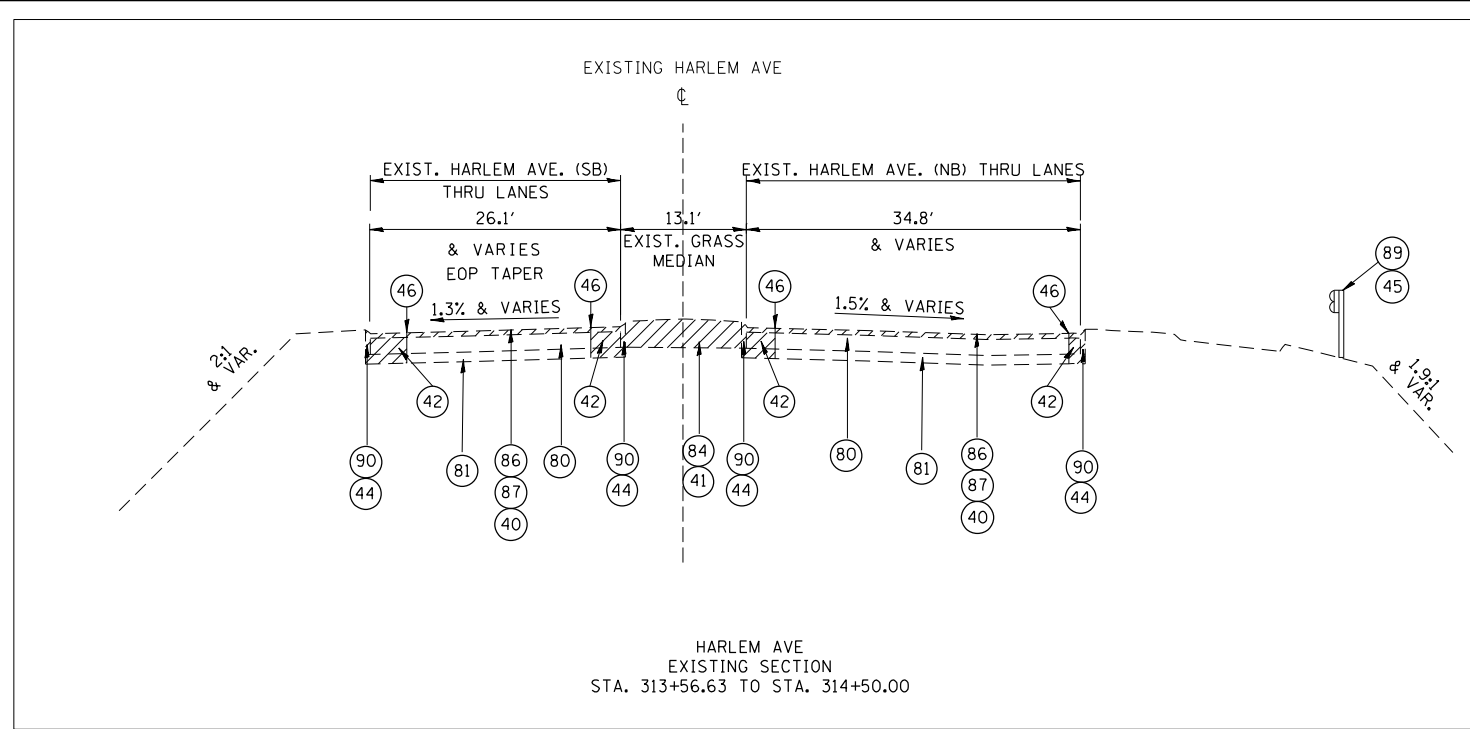 EXISTING HARLEM AVE
℄
EXIST. HARLEM AVE. (SB)
THRU LANES
EXIST. HARLEM AVE. (NB) THRU LANES
26.1'
13.1'
34.8'
& VARIES
EOP TAPER
EXIST. GRASS
MEDIAN
& VARIES
89
45
46
46
46
46
1.3% & VARIES
1.5% & VARIES
2:1
& VAR.
1.9:1
& VAR.
42
42
42
42
90
44
81
86
87
40
80
90
44
84
41
90
44
80
81
86
87
40
90
44
HARLEM AVE
EXISTING SECTION
STA. 313+56.63 TO STA. 314+50.00